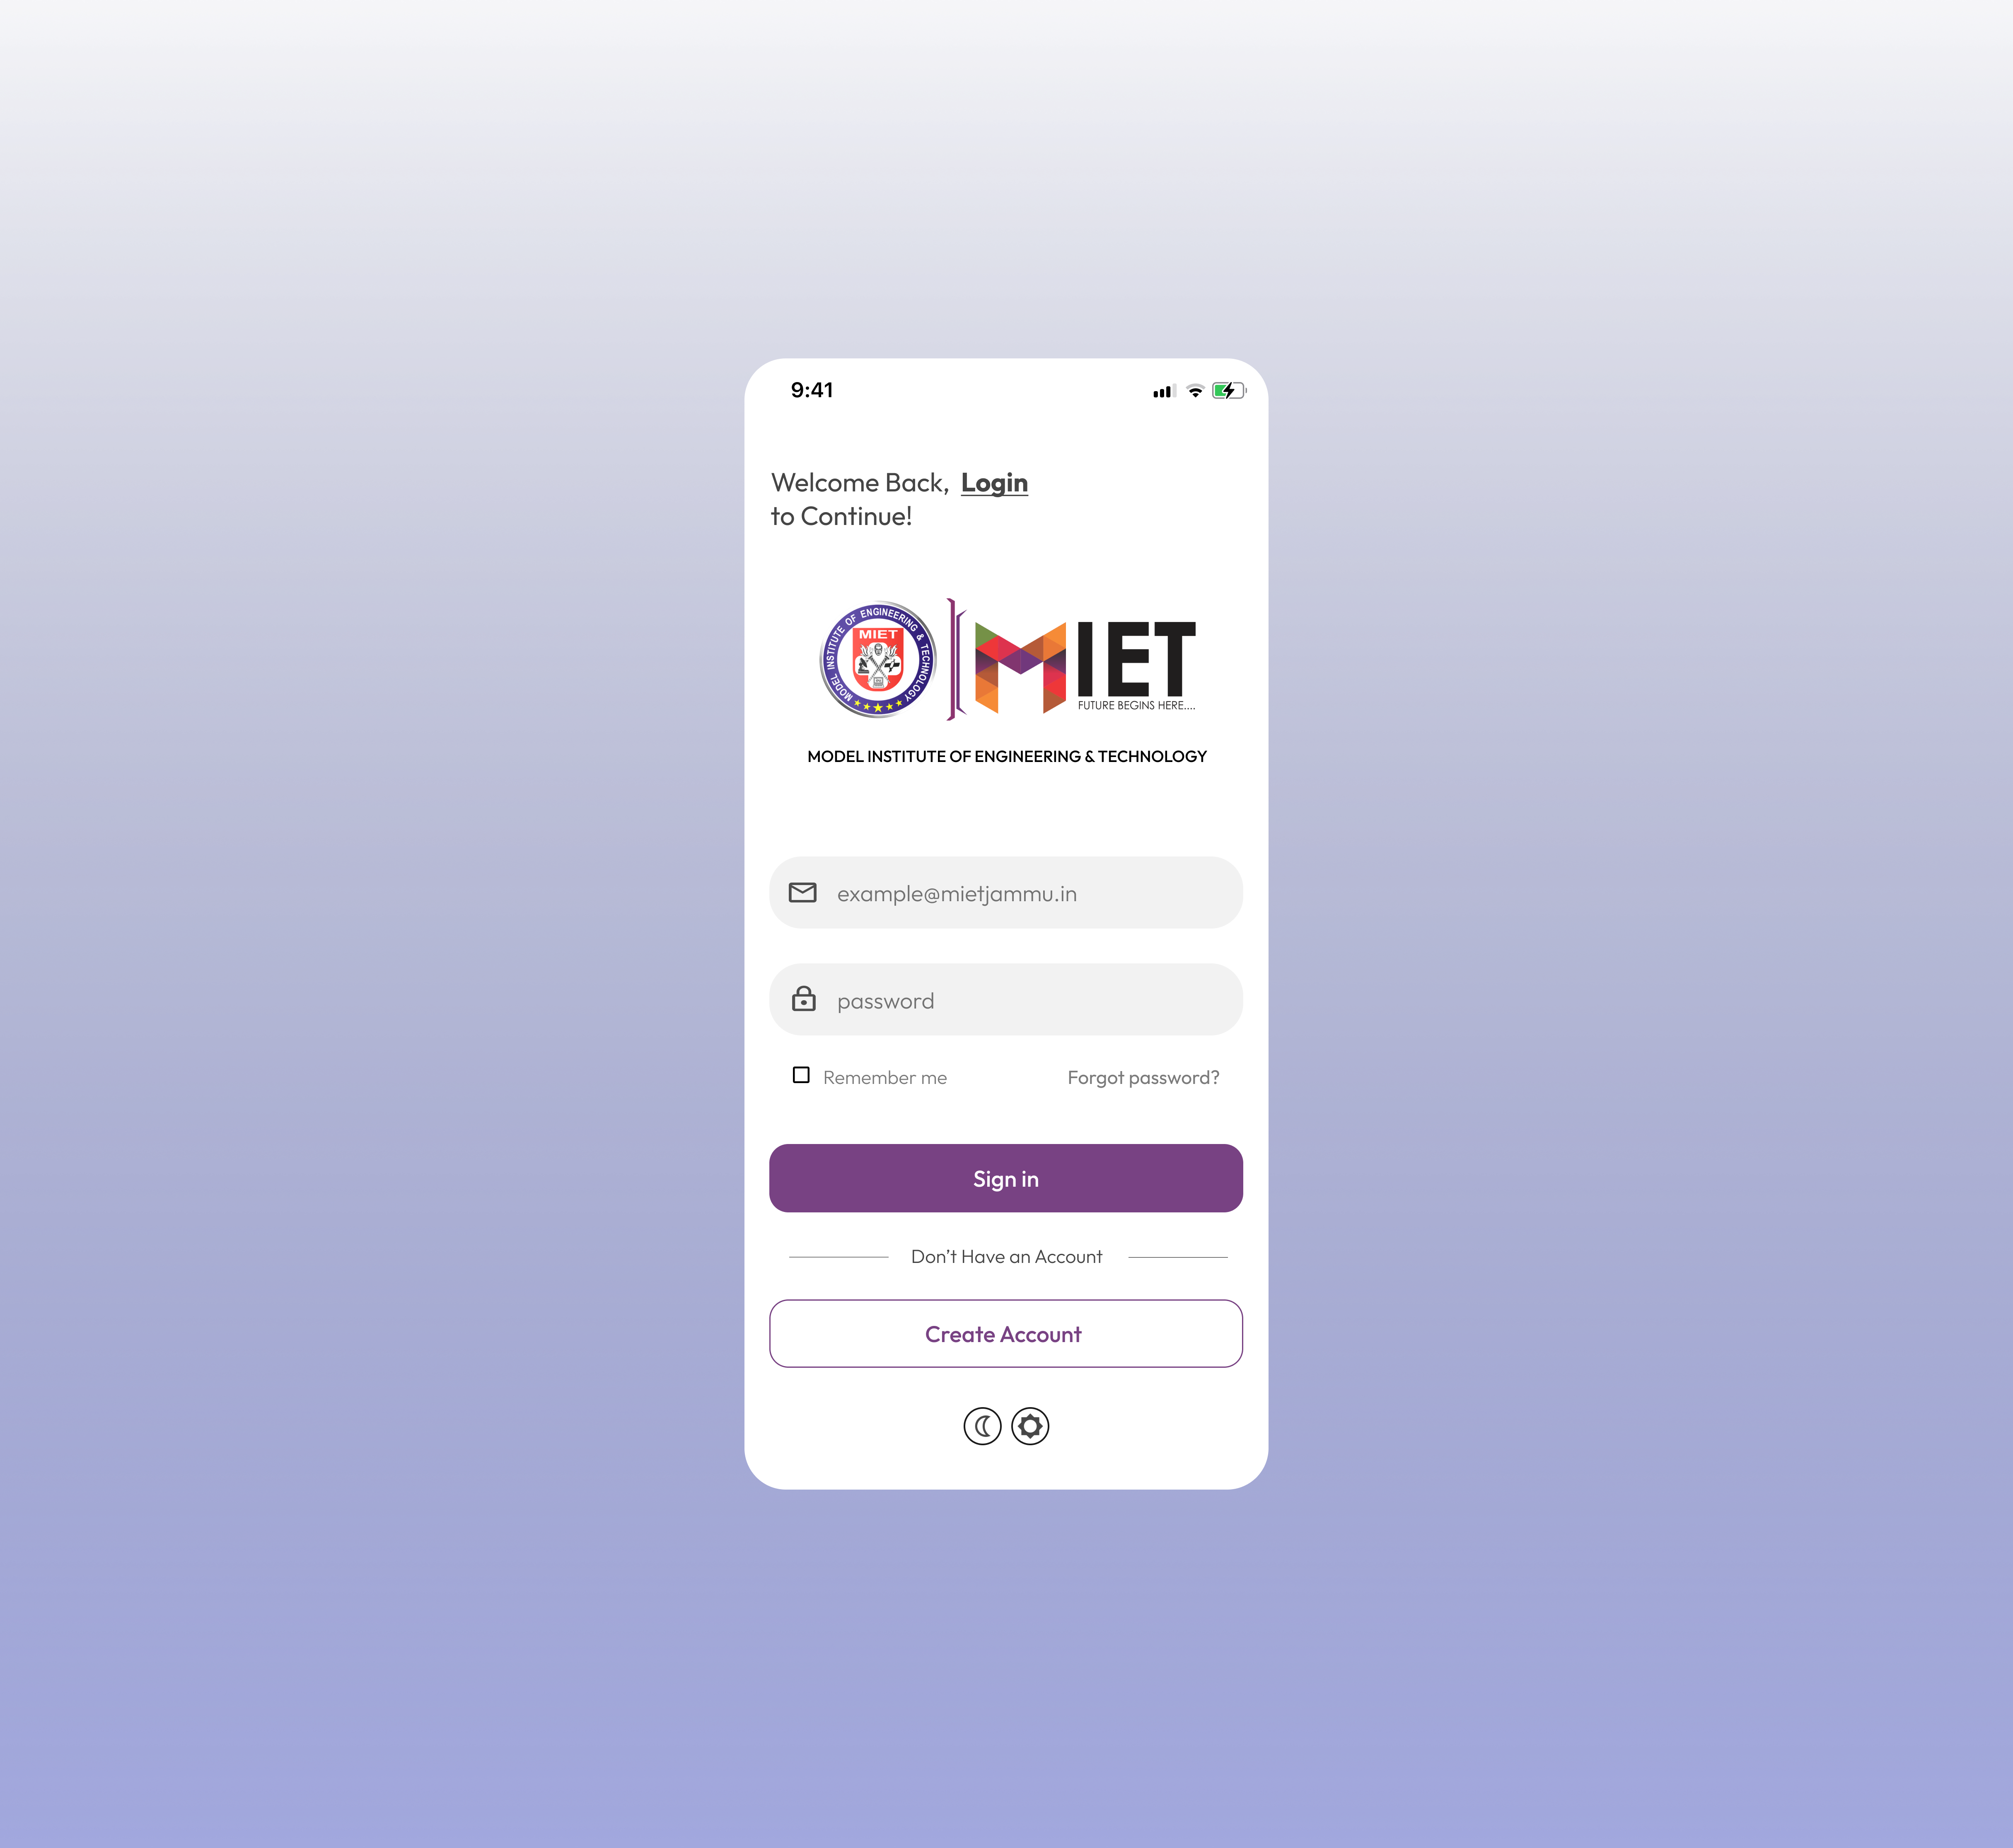 9:41
Welcome Back, Login
to Continue!
MODEL INSTITUTE OF ENGINEERING & TECHNOLOGY
MIET
MIET
FUTURE BEGINS HERE....
MODEL INSTITUTE OF ENGINEERING & TECHNOLOGY
example@mietjammu.in
password
Remember me Forgot password?
Sign in
Don’t Have an Account
Create Account